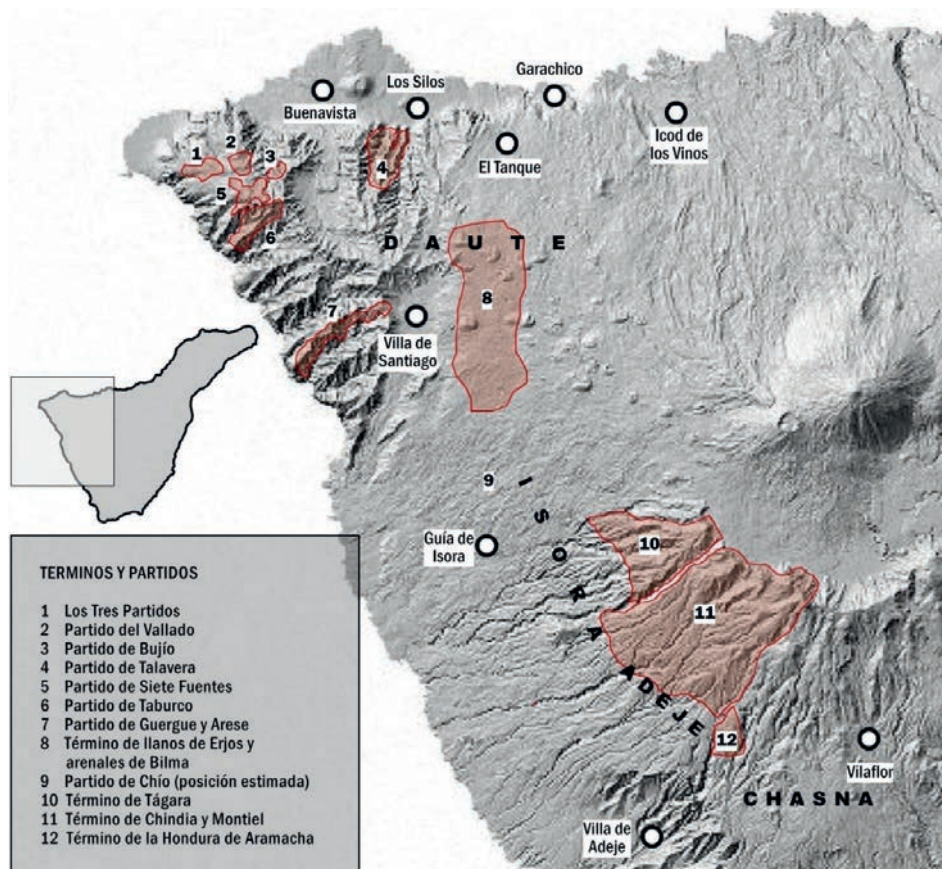 Garachico
Los Silos
Buenavista
Icod de
los Vinos
El Tanque
1
2
3
4
5
6
D A U T E
7
8
Villa de
Santiago
9
I S O R A
Guía de
Isora
10
11
ADEJE
12
Vilaflor
CHASNA
Villa de
Adeje
TERMINOS Y PARTIDOS
1 Los Tres Partidos
2 Partido del Vallado
3 Partido de Bujío
4 Partido de Talavera
5 Partido de Siete Fuentes
6 Partido de Taburco
7 Partido de Guergue y Arese
8 Término de llanos de Erjos y
arenales de Bilma
9 Partido de Chío (posición estimada)
10 Término de Tágara
11 Término de Chindia y Montiel
12 Término de la Hondura de Aramacha